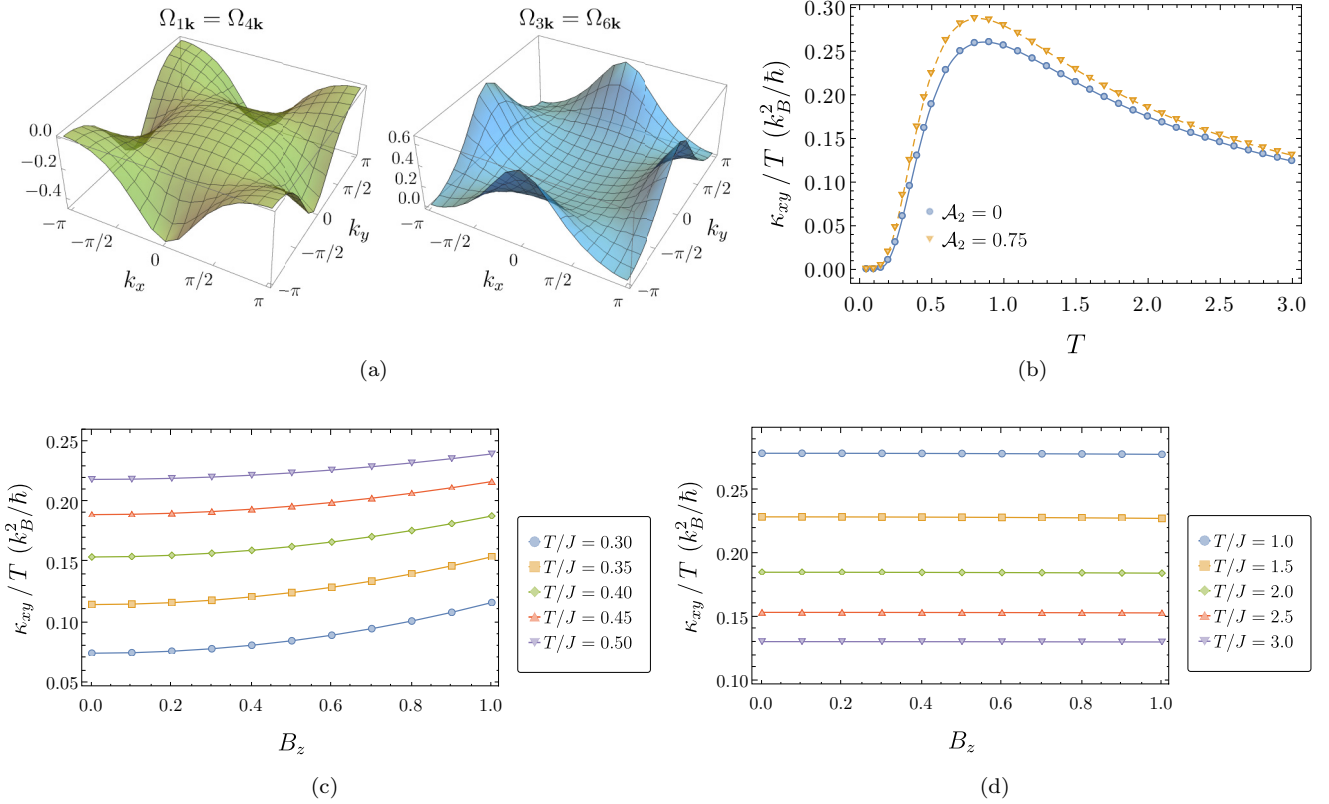 Ω1k = Ω4k
0.0
−0.2
−0.4
−π
−π/2
0
π/2
π
kx
−π
−π/2
0
π/2
π
ky
Ω3k = Ω6k
0.6
0.4
0.2
0.0
−π
−π/2
0
π/2
π
kx
−π
−π/2
0
π/2
π
ky
(a)
κxy / T (k_B^2/ħ)
0.30
0.25
0.20
0.15
0.10
0.05
0.00
𝒜2 = 0
𝒜2 = 0.75
0.0 0.5 1.0 1.5 2.0 2.5 3.0
T
(b)
κxy / T (k_B^2/ħ)
0.25
0.20
0.15
0.10
0.05
0.0 0.2 0.4 0.6 0.8 1.0
Bz
T/J = 0.30
T/J = 0.35
T/J = 0.40
T/J = 0.45
T/J = 0.50
(c)
κxy / T (k_B^2/ħ)
0.25
0.20
0.15
0.10
0.0 0.2 0.4 0.6 0.8 1.0
Bz
T/J = 1.0
T/J = 1.5
T/J = 2.0
T/J = 2.5
T/J = 3.0
(d)